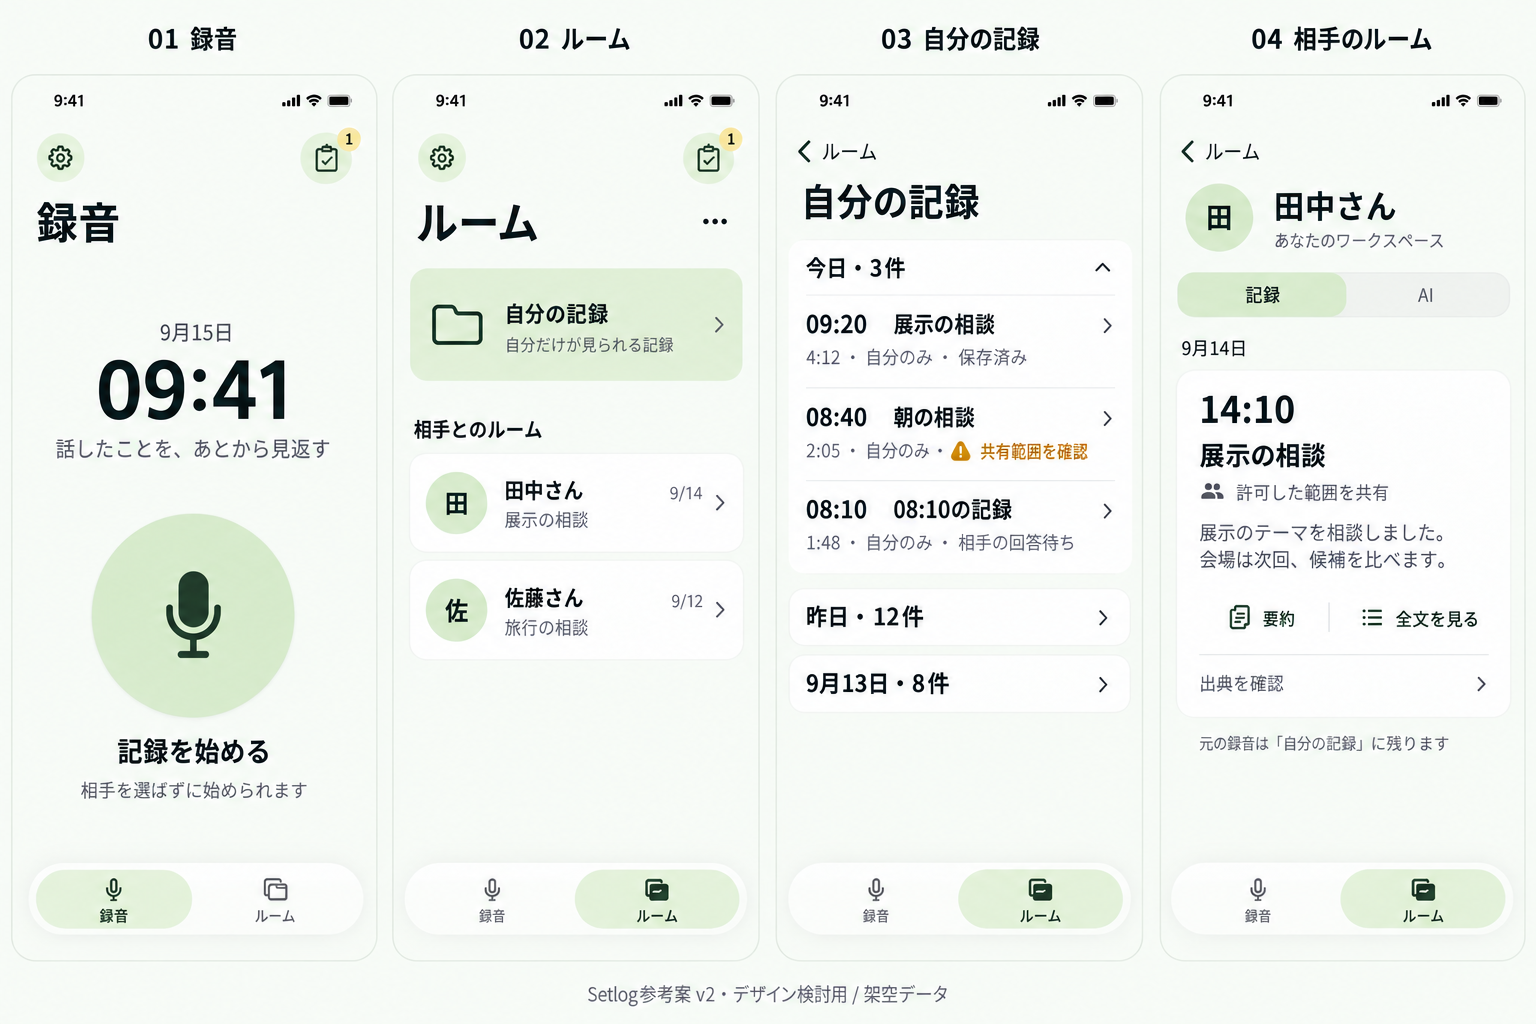 01 録音
9:41
1
録音
9月15日
09:41
話したことを、あとから見返す
記録を始める
相手を選ばずに始められます
録音
ルーム
02 ルーム
9:41
1
ルーム
自分の記録
自分だけが見られる記録
相手とのルーム
田
田中さん
9/14
展示の相談
佐
佐藤さん
9/12
旅行の相談
録音
ルーム
03 自分の記録
9:41
ルーム
自分の記録
今日・3件
09:20 展示の相談
4:12 ・ 自分のみ ・ 保存済み
08:40 朝の相談
2:05 ・ 自分のみ ・ 共有範囲を確認
08:10 08:10の記録
1:48 ・ 自分のみ ・ 相手の回答待ち
昨日・12件
9月13日・8件
録音
ルーム
04 相手のルーム
9:41
ルーム
田
田中さん
あなたのワークスペース
記録
AI
9月14日
14:10
展示の相談
許可した範囲を共有
展示のテーマを相談しました。
会場は次回、候補を比べます。
要約
全文を見る
出典を確認
元の録音は「自分の記録」に残ります
録音
ルーム
Setlog参考案 v2・デザイン検討用 / 架空データ